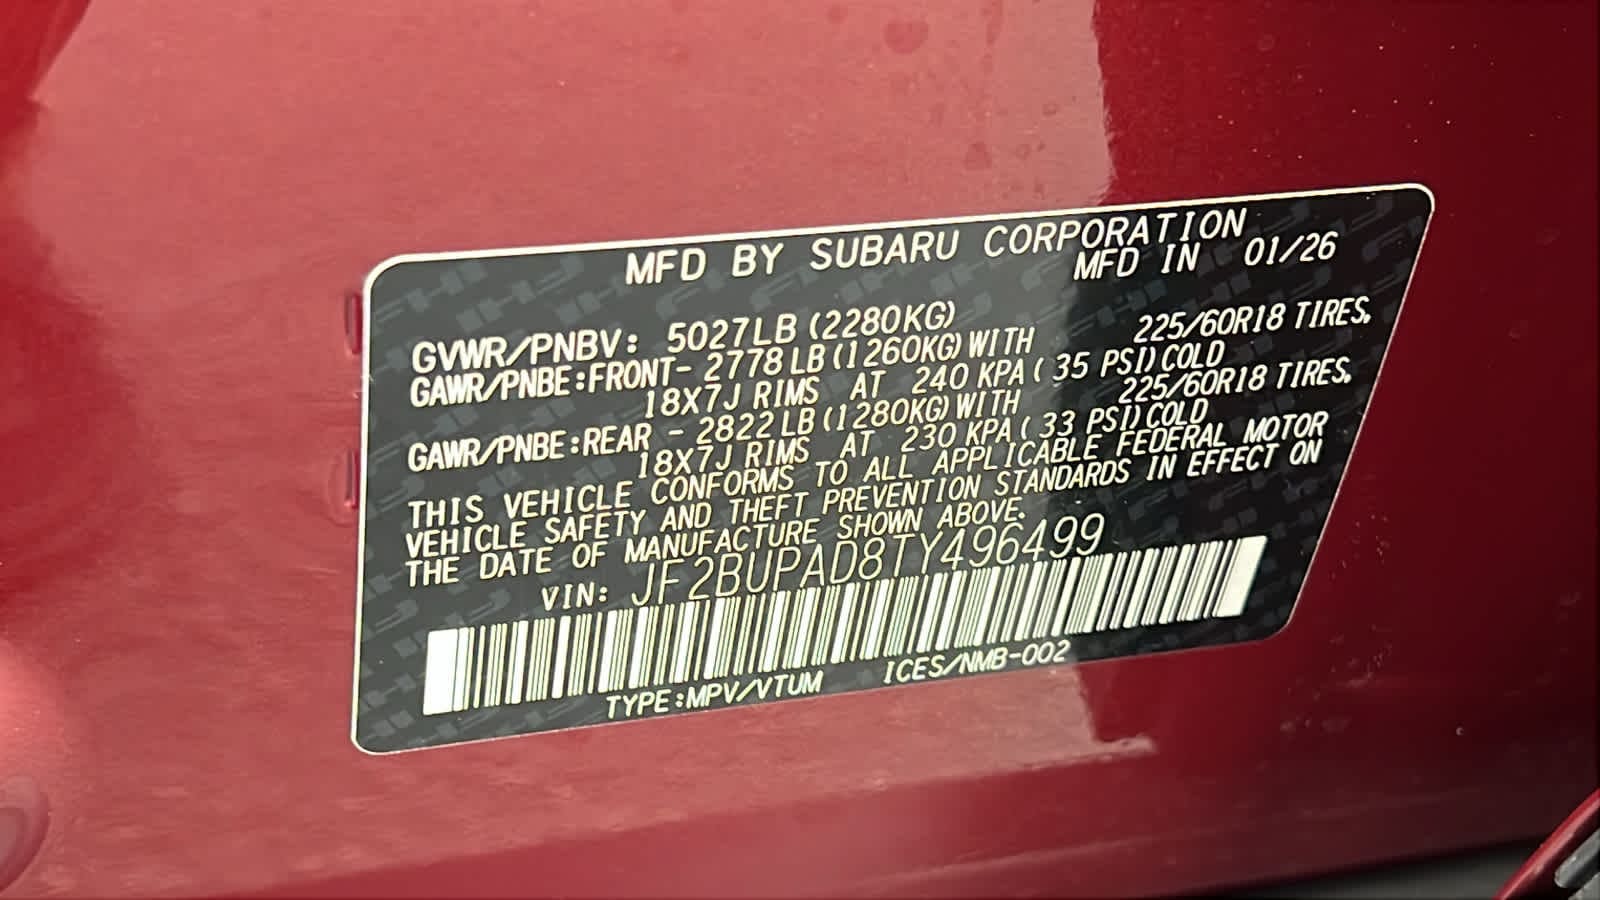 MFD BY SUBARU CORPORATION
MFD IN 01/26
GVWR/PNBV: 5027LB (2280KG)
GAWR/PNBE:FRONT- 2778 LB (1260KG) WITH 225/60R18 TIRES,
18X7J RIMS AT 240 KPA ( 35 PSI) COLD
GAWR/PNBE:REAR - 2822 LB (1280KG) WITH 225/60R18 TIRES,
18X7J RIMS AT 230 KPA ( 33 PSI) COLD
THIS VEHICLE CONFORMS TO ALL APPLICABLE FEDERAL MOTOR
VEHICLE SAFETY AND THEFT PREVENTION STANDARDS IN EFFECT ON
THE DATE OF MANUFACTURE SHOWN ABOVE.
VIN: JF2BUPAD8TY496499
TYPE:MPV/VTUM ICES/NMB-002